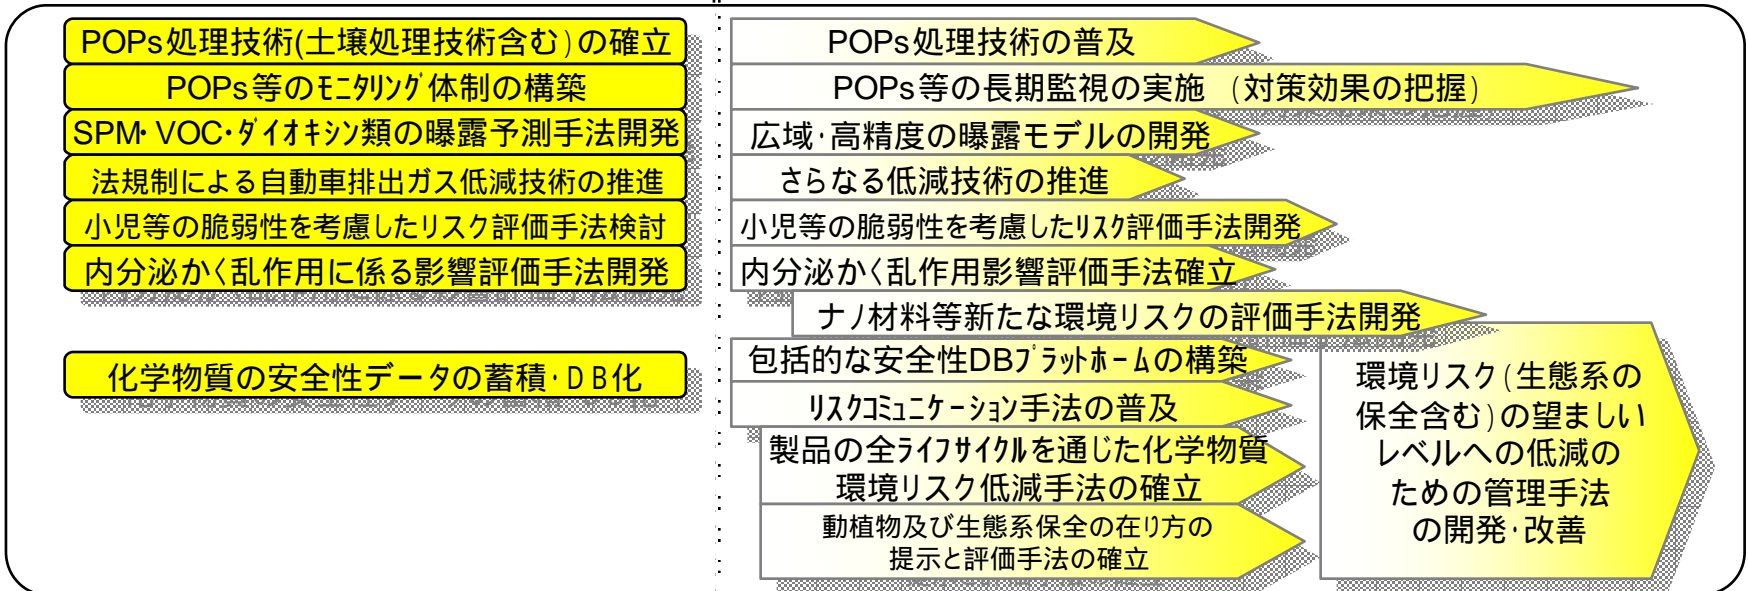 POPs処理技術(土壌処理技術含む)の確立
POPs処理技術の普及
POPs等のﾓﾆﾀﾘﾝｸﾞ体制の構築
POPs等の長期監視の実施 (対策効果の把握)
SPM･VOC･ﾀﾞｲｵｷｼﾝ類の曝露予測手法開発
広域･高精度の曝露モデルの開発
法規制による自動車排出ガス低減技術の推進
さらなる低減技術の推進
小児等の脆弱性を考慮したリスク評価手法検討
小児等の脆弱性を考慮したﾘｽｸ評価手法開発
内分泌かく乱作用に係る影響評価手法開発
内分泌かく乱作用影響評価手法確立
ナノ材料等新たな環境リスクの評価手法開発
化学物質の安全性データの蓄積･DB化
包括的な安全性DBﾌﾟﾗｯﾄﾎｰﾑの構築
ﾘｽｸｺﾐｭﾆｹｰｼｮﾝ手法の普及
製品の全ﾗｲﾌｻｲｸﾙを通じた化学物質
環境リスク低減手法の確立
動植物及び生態系保全の在り方の
提示と評価手法の確立
環境リスク(生態系の
保全含む)の望ましい
レベルへの低減の
ための管理手法
の開発･改善